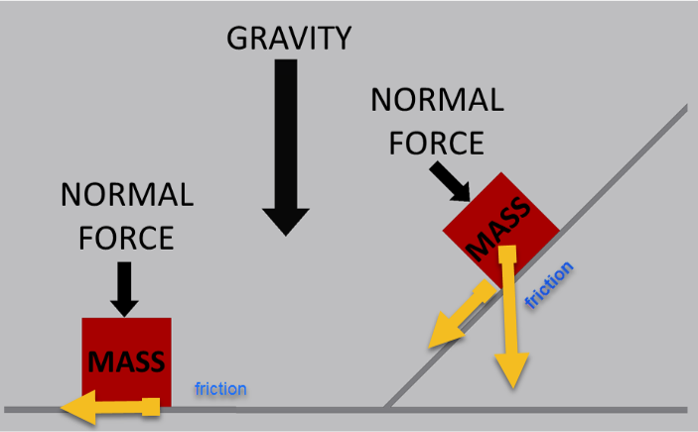 GRAVITY
NORMAL
FORCE
MASS
friction
NORMAL
FORCE
MASS
friction